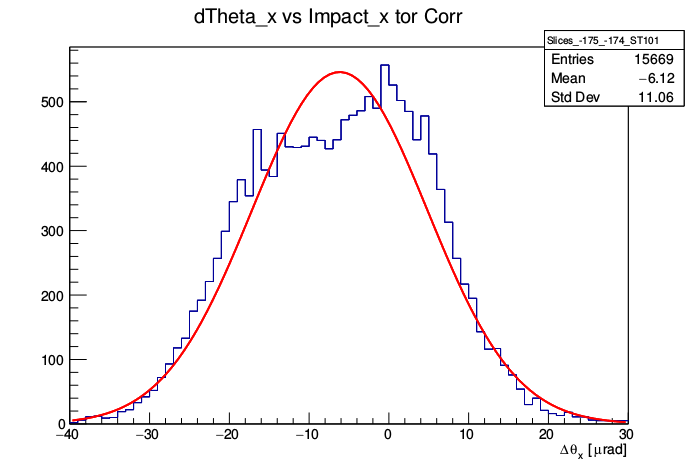 dTheta_x vs Impact_x tor Corr
Slices_-175_-174_ST101
Entries 15669
Mean −6.12
Std Dev 11.06
500
400
300
200
100
0
−40 −30 −20 −10 0 10 20 30
Δθx [μrad]